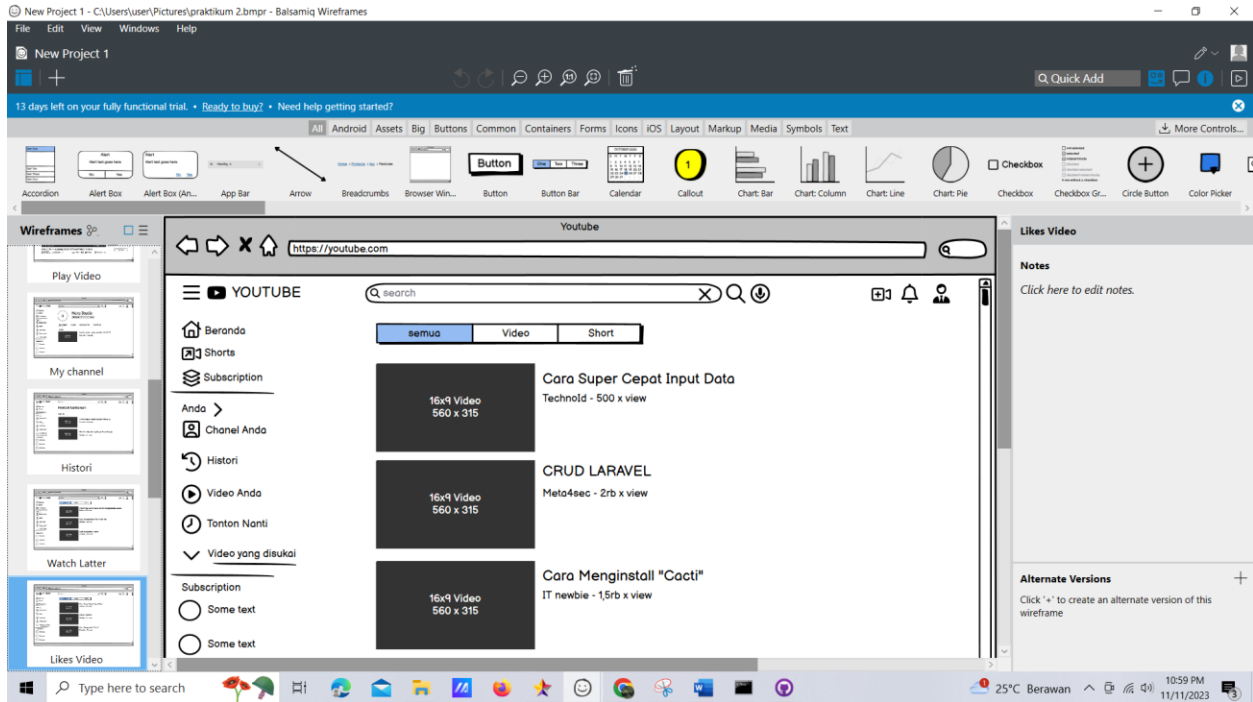 New Project 1 - C:\Users\user\Pictures\praktikum 2.bmpr - Balsamiq Wireframes
File Edit View Windows Help
New Project 1
Quick Add
13 days left on your fully functional trial. • Ready to buy? • Need help getting started?
All Android Assets Big Buttons Common Containers Forms Icons iOS Layout Markup Media Symbols Text
More Controls...
Button
One Two Three
1
Checkbox
Accordion Alert Box Alert Box (An... App Bar Arrow Breadcrumbs Browser Win... Button Button Bar Calendar Callout Chart: Bar Chart: Column Chart: Line Chart: Pie Checkbox Checkbox Gr... Circle Button Color Picker
Wireframes
Play Video
My channel
Histori
Watch Latter
Likes Video
Youtube
https://youtube.com
YOUTUBE
search
Beranda
Shorts
Subscription
Anda
Chanel Anda
Histori
Video Anda
Tonton Nanti
Video yang disukai
Subscription
Some text
Some text
semua Video Short
16x9 Video
560 x 315
Cara Super Cepat Input Data
TechnoId - 500 x view
16x9 Video
560 x 315
CRUD LARAVEL
Meta4sec - 2rb x view
16x9 Video
560 x 315
Cara Menginstall "Cacti"
IT newbie - 1,5rb x view
Likes Video
Notes
Click here to edit notes.
Alternate Versions
Click '+' to create an alternate version of this
wireframe
Type here to search
25°C Berawan
10:59 PM
11/11/2023
3